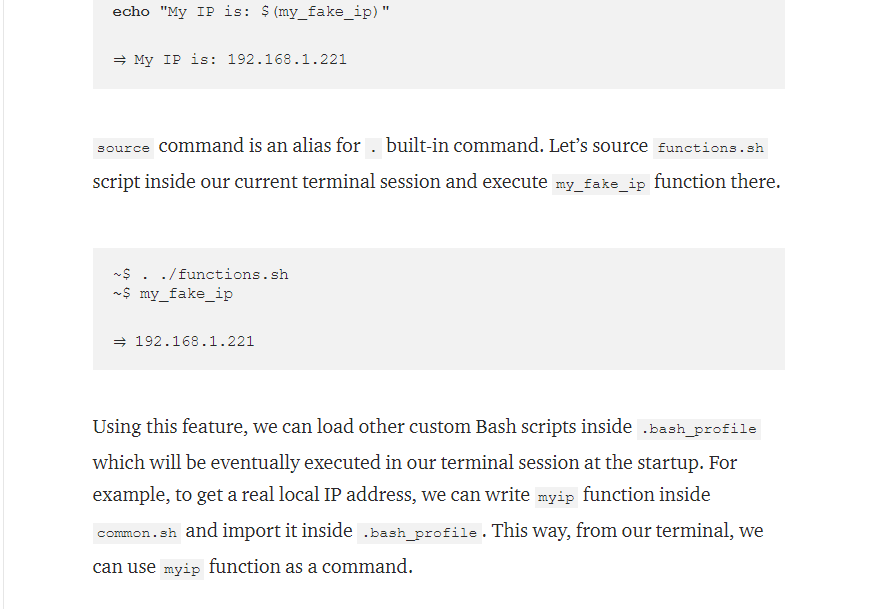 echo "My IP is: $(my_fake_ip)"
⇒ My IP is: 192.168.1.221
source command is an alias for . built-in command. Let’s source functions.sh
script inside our current terminal session and execute my_fake_ip function there.
~$ . ./functions.sh
~$ my_fake_ip
⇒ 192.168.1.221
Using this feature, we can load other custom Bash scripts inside .bash_profile
which will be eventually executed in our terminal session at the startup. For
example, to get a real local IP address, we can write myip function inside
common.sh and import it inside .bash_profile. This way, from our terminal, we
can use myip function as a command.